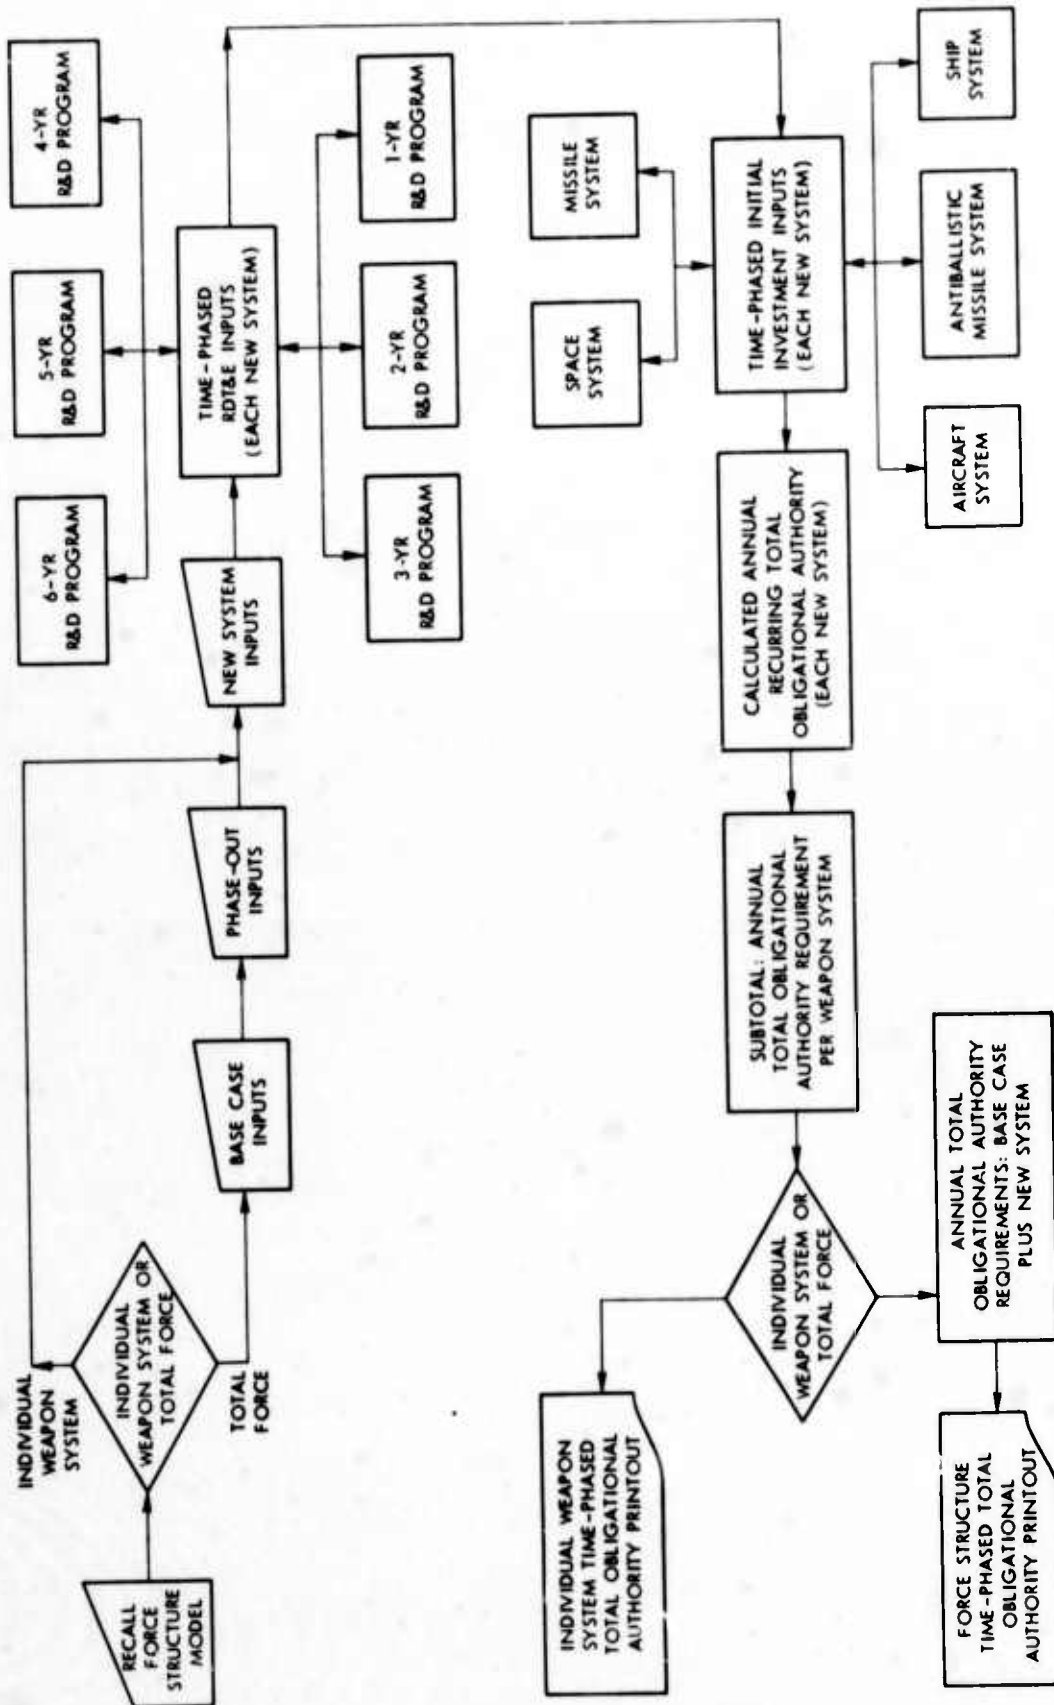 RECALL
FORCE
STRUCTURE
MODEL
INDIVIDUAL
WEAPON
SYSTEM
INDIVIDUAL
WEAPON SYSTEM OR
TOTAL FORCE
TOTAL
FORCE
BASE CASE
INPUTS
PHASE-OUT
INPUTS
NEW SYSTEM
INPUTS
6-YR
R&D PROGRAM
5-YR
R&D PROGRAM
4-YR
R&D PROGRAM
TIME-PHASED
RDT&E INPUTS
(EACH NEW SYSTEM)
3-YR
R&D PROGRAM
2-YR
R&D PROGRAM
1-YR
R&D PROGRAM
SPACE
SYSTEM
MISSILE
SYSTEM
TIME-PHASED INITIAL
INVESTMENT INPUTS
(EACH NEW SYSTEM)
AIRCRAFT
SYSTEM
ANTIBALLISTIC
MISSILE SYSTEM
SHIP
SYSTEM
CALCULATED ANNUAL
RECURRING TOTAL
OBLIGATIONAL AUTHORITY
(EACH NEW SYSTEM)
SUBTOTAL: ANNUAL
TOTAL OBLIGATIONAL
AUTHORITY REQUIREMENT
PER WEAPON SYSTEM
INDIVIDUAL
WEAPON SYSTEM OR
TOTAL FORCE
INDIVIDUAL WEAPON
SYSTEM TIME-PHASED
TOTAL OBLIGATIONAL
AUTHORITY PRINTOUT
ANNUAL TOTAL
OBLIGATIONAL AUTHORITY
REQUIREMENTS: BASE CASE
PLUS NEW SYSTEM
FORCE STRUCTURE
TIME-PHASED TOTAL
OBLIGATIONAL
AUTHORITY PRINTOUT